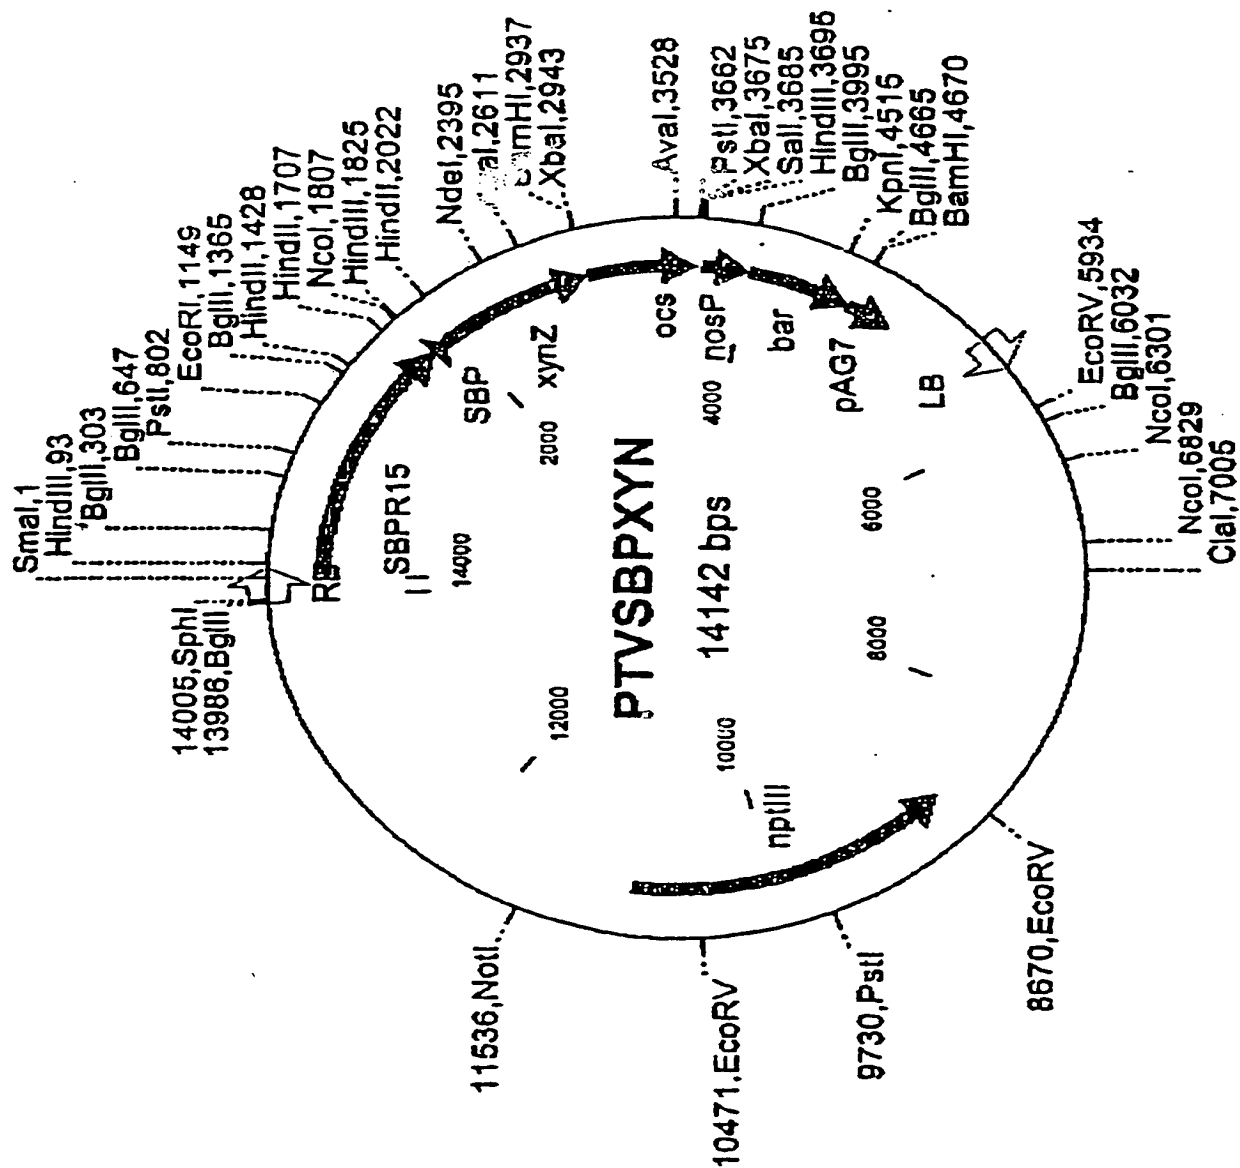 SmaI,1
HindIII,93
BglII,303
BglII,647
PstI,802
EcoRI,1149
BglII,1365
HindII,1428
HindII,1707
NcoI,1807
HindIII,1825
HindII,2022
NdeI,2395
2611
BamHI,2937
XbaI,2943
AvaI,3528
PstI,3662
XbaI,3675
SalI,3685
HindIII,3695
BglII,3995
KpnI,4516
BglII,4665
BamHI,4670
EcoRV,5934
BglII,6032
NcoI,6301
NcoI,6829
ClaI,7005
8670,EcoRV
9730,PstI
10471,EcoRV
11536,NotI
13986,BglII
14005,SphI
RB
SBPR15
SBP
xynZ
ocs
nosP
bar
pAG7
LB
nptIII
14000
2000
4000
6000
8000
10000
12000
PTVSBPXYN
14142 bps